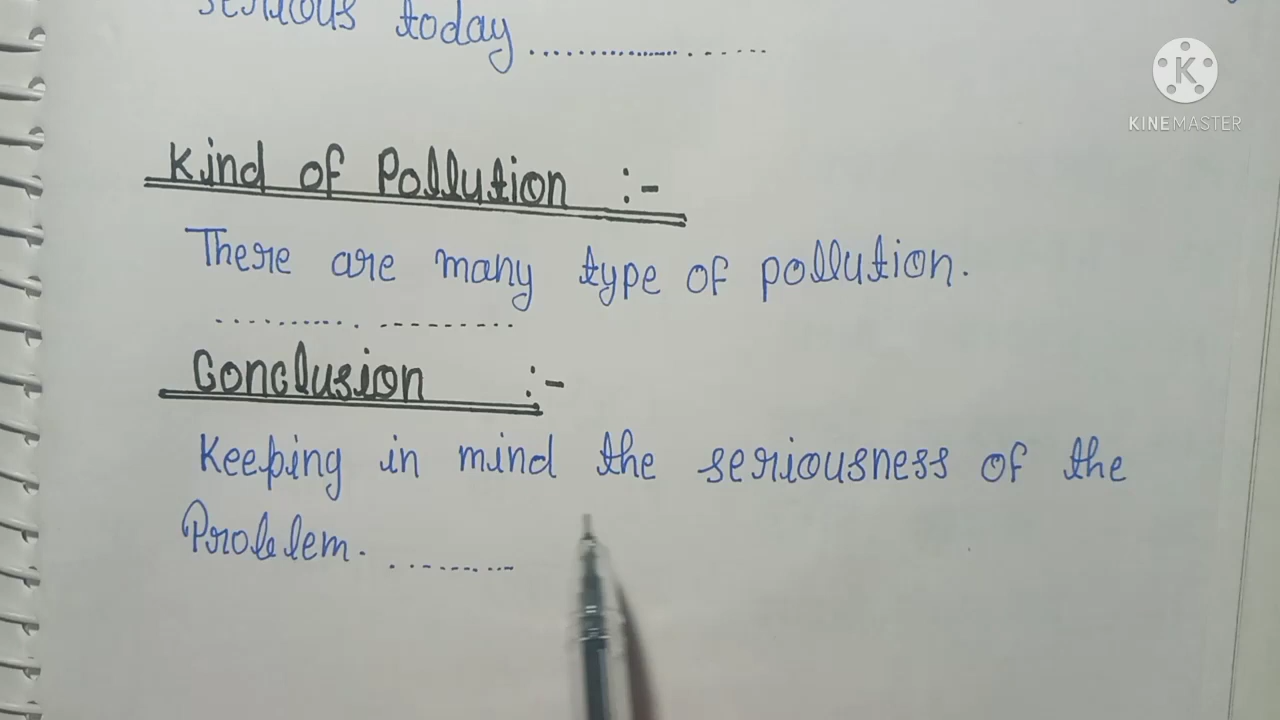 serious today ........................
KINEMASTER
Kind of Pollution :-
There are many type of pollution.
.......... ---------
Conclusion :-
Keeping in mind the seriousness of the
Problem. ..........